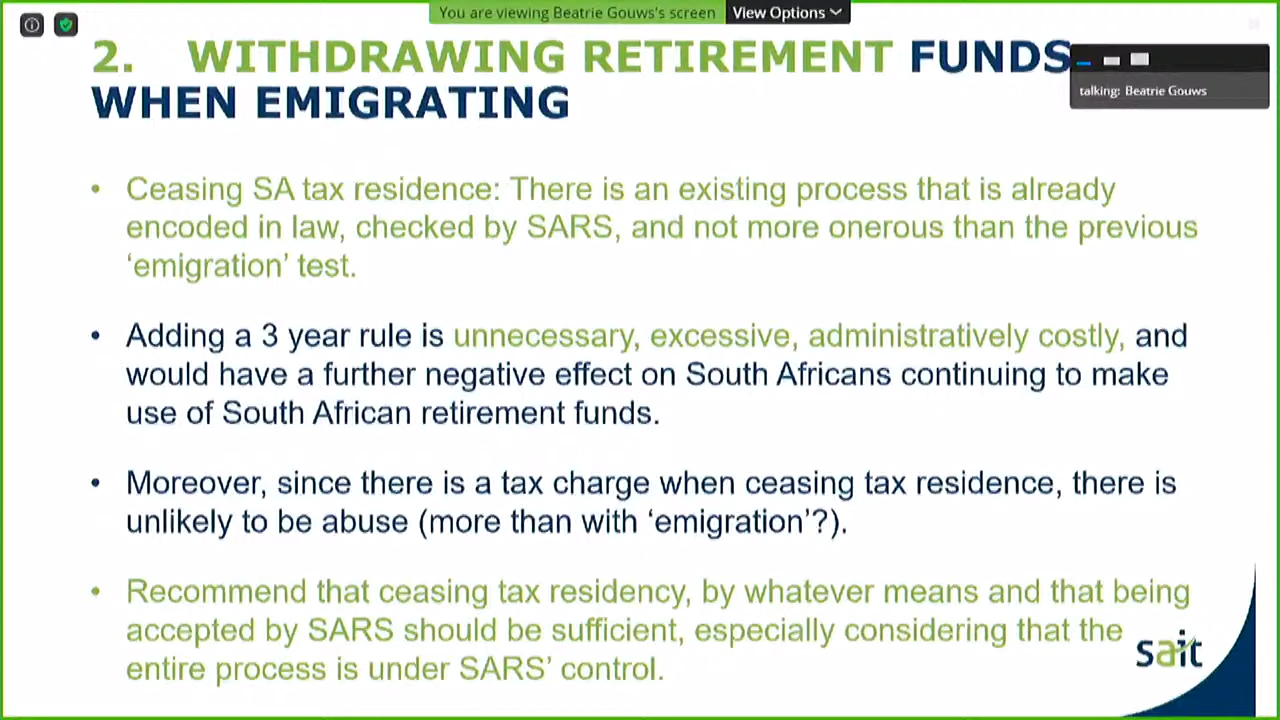 You are viewing Beatrie Gouws's screen
View Options
2. WITHDRAWING RETIREMENT FUNDS
WHEN EMIGRATING
talking: Beatrie Gouws
• Ceasing SA tax residence: There is an existing process that is already
encoded in law, checked by SARS, and not more onerous than the previous
‘emigration’ test.
• Adding a 3 year rule is unnecessary, excessive, administratively costly, and
would have a further negative effect on South Africans continuing to make
use of South African retirement funds.
• Moreover, since there is a tax charge when ceasing tax residence, there is
unlikely to be abuse (more than with ‘emigration’?).
• Recommend that ceasing tax residency, by whatever means and that being
accepted by SARS should be sufficient, especially considering that the
entire process is under SARS’ control.
sait